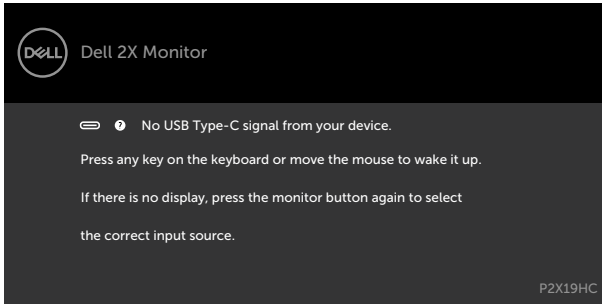 DELL
Dell 2X Monitor
? No USB Type-C signal from your device.
Press any key on the keyboard or move the mouse to wake it up.
If there is no display, press the monitor button again to select
the correct input source.
P2X19HC